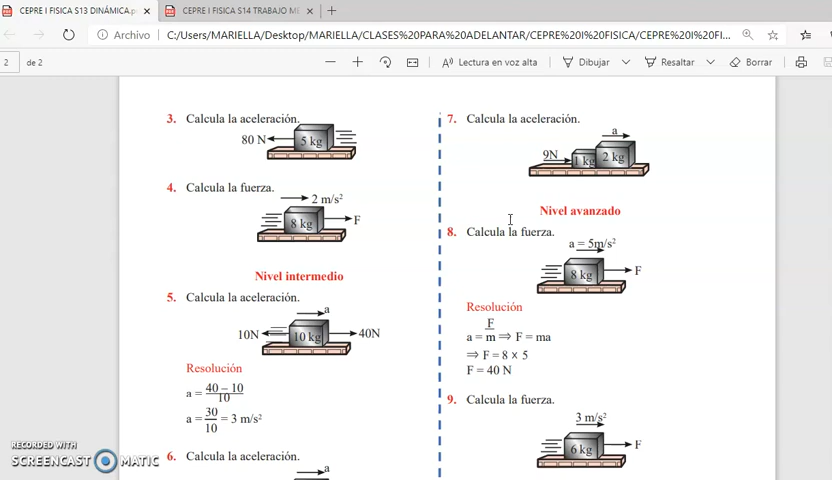 CEPRE I FISICA S13 DINÁMICA.p
CEPRE I FISICA S14 TRABAJO ME
Archivo
C:/Users/MARIELLA/Desktop/MARIELLA/CLASES%20PARA%20ADELANTAR/CEPRE%20I%20FISICA/CEPRE%20I%20FI...
2 de 2
Lectura en voz alta
Dibujar
Resaltar
Borrar
3. Calcula la aceleración.
80 N
5 kg
4. Calcula la fuerza.
2 m/s²
8 kg
F
Nivel intermedio
5. Calcula la aceleración.
a
10N
10 kg
40N
Resolución
a = 40 – 10
10
a = 30
10
= 3 m/s²
6. Calcula la aceleración.
a
7. Calcula la aceleración.
a
9N
1 kg
2 kg
Nivel avanzado
8. Calcula la fuerza.
a = 5m/s²
8 kg
F
Resolución
F
a = m ⇒ F = ma
⇒ F = 8 × 5
F = 40 N
9. Calcula la fuerza.
3 m/s²
6 kg
F
RECORDED WITH
SCREENCAST MATIC